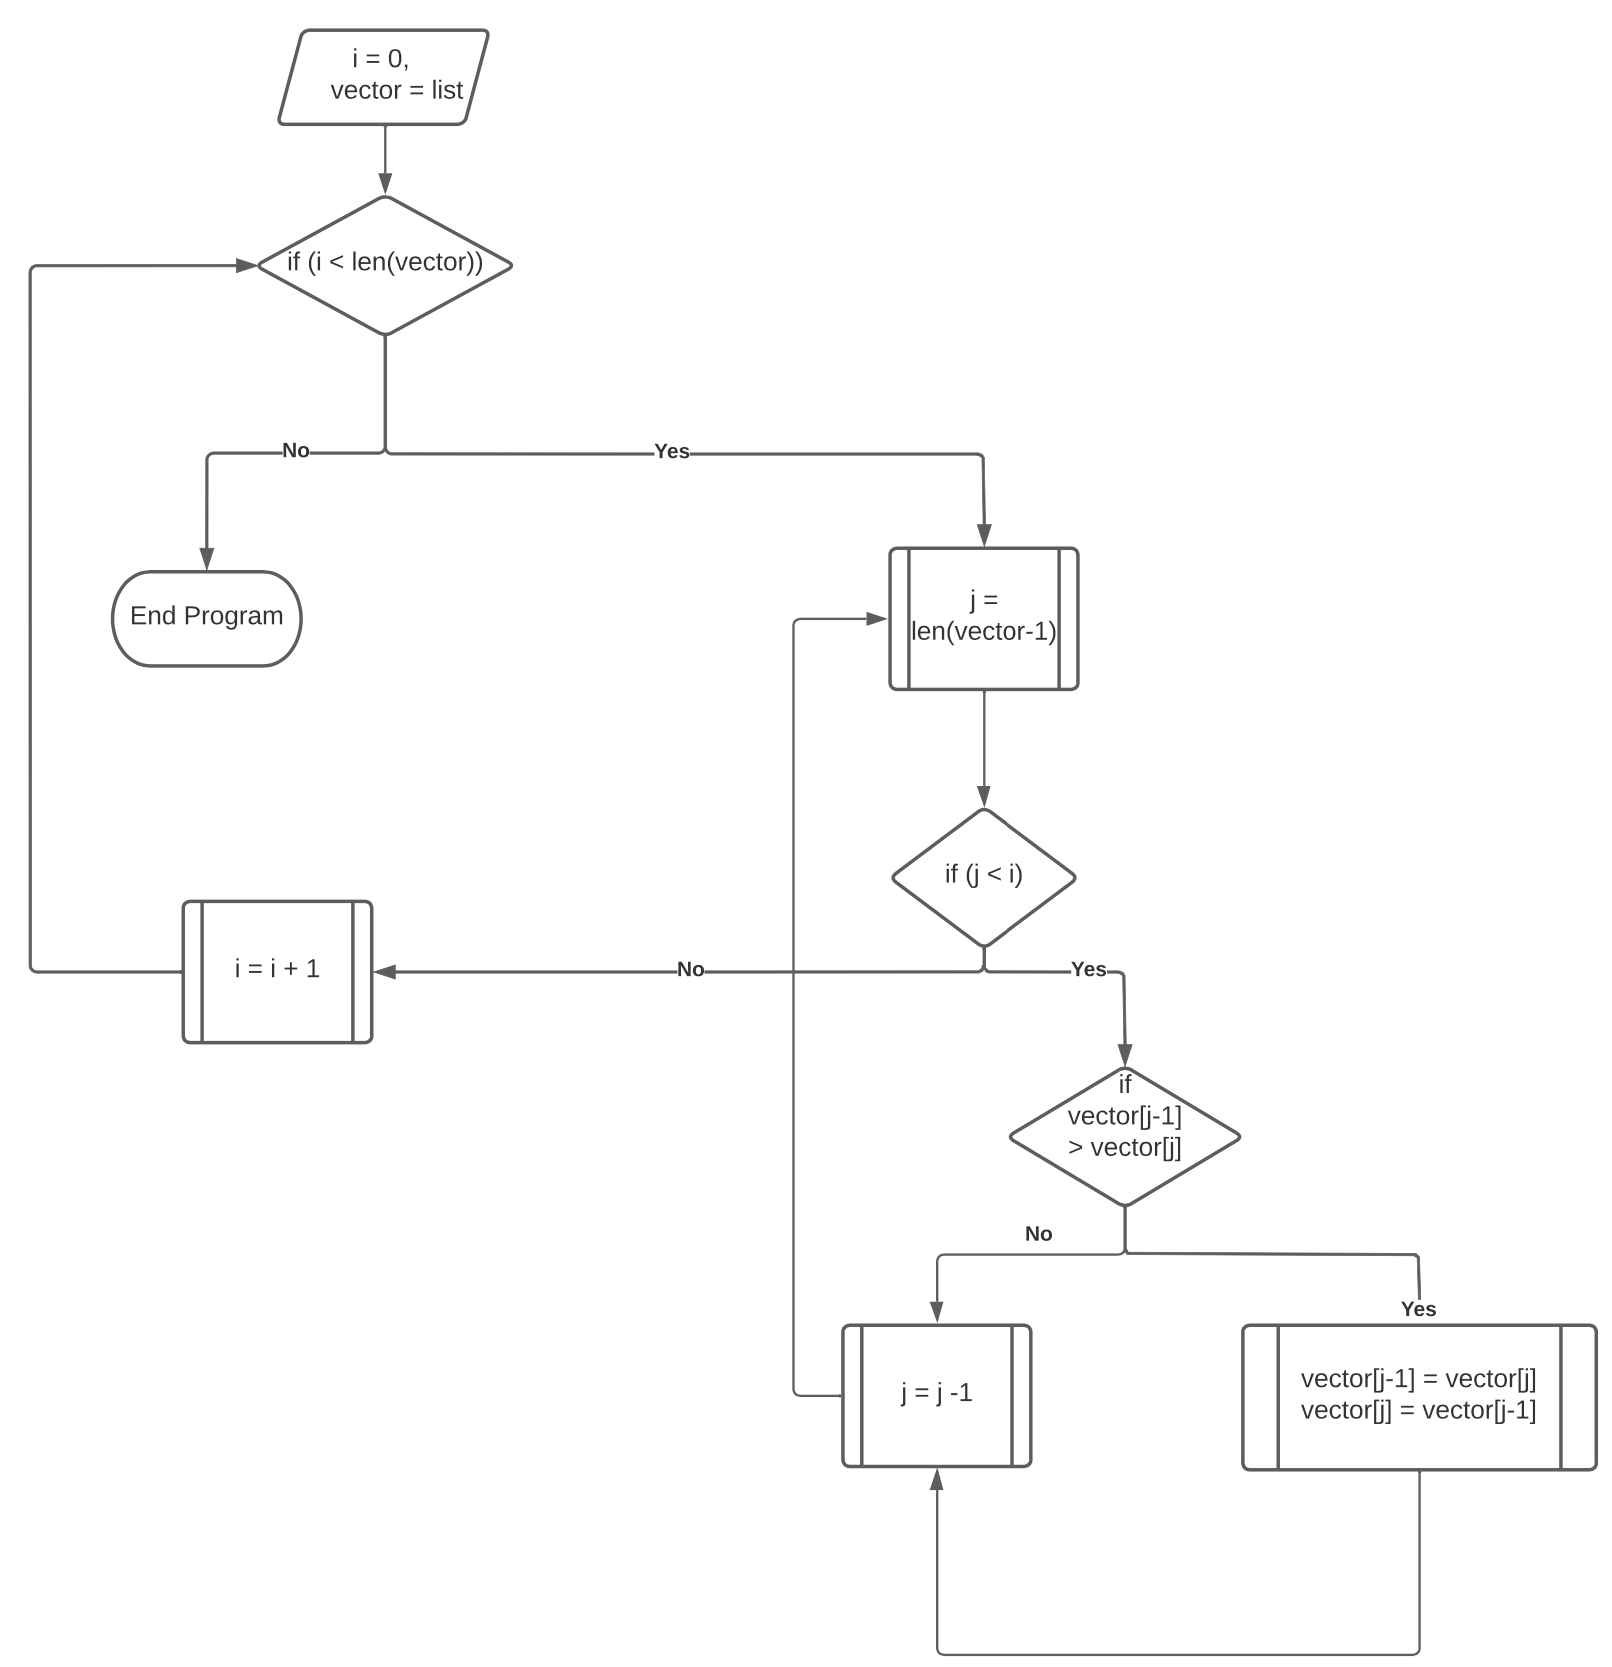 i = 0,
vector = list
if (i < len(vector))
No
Yes
End Program
j =
len(vector-1)
if (j < i)
i = i + 1
No
Yes
if
vector[j-1]
> vector[j]
No
Yes
j = j -1
vector[j-1] = vector[j]
vector[j] = vector[j-1]